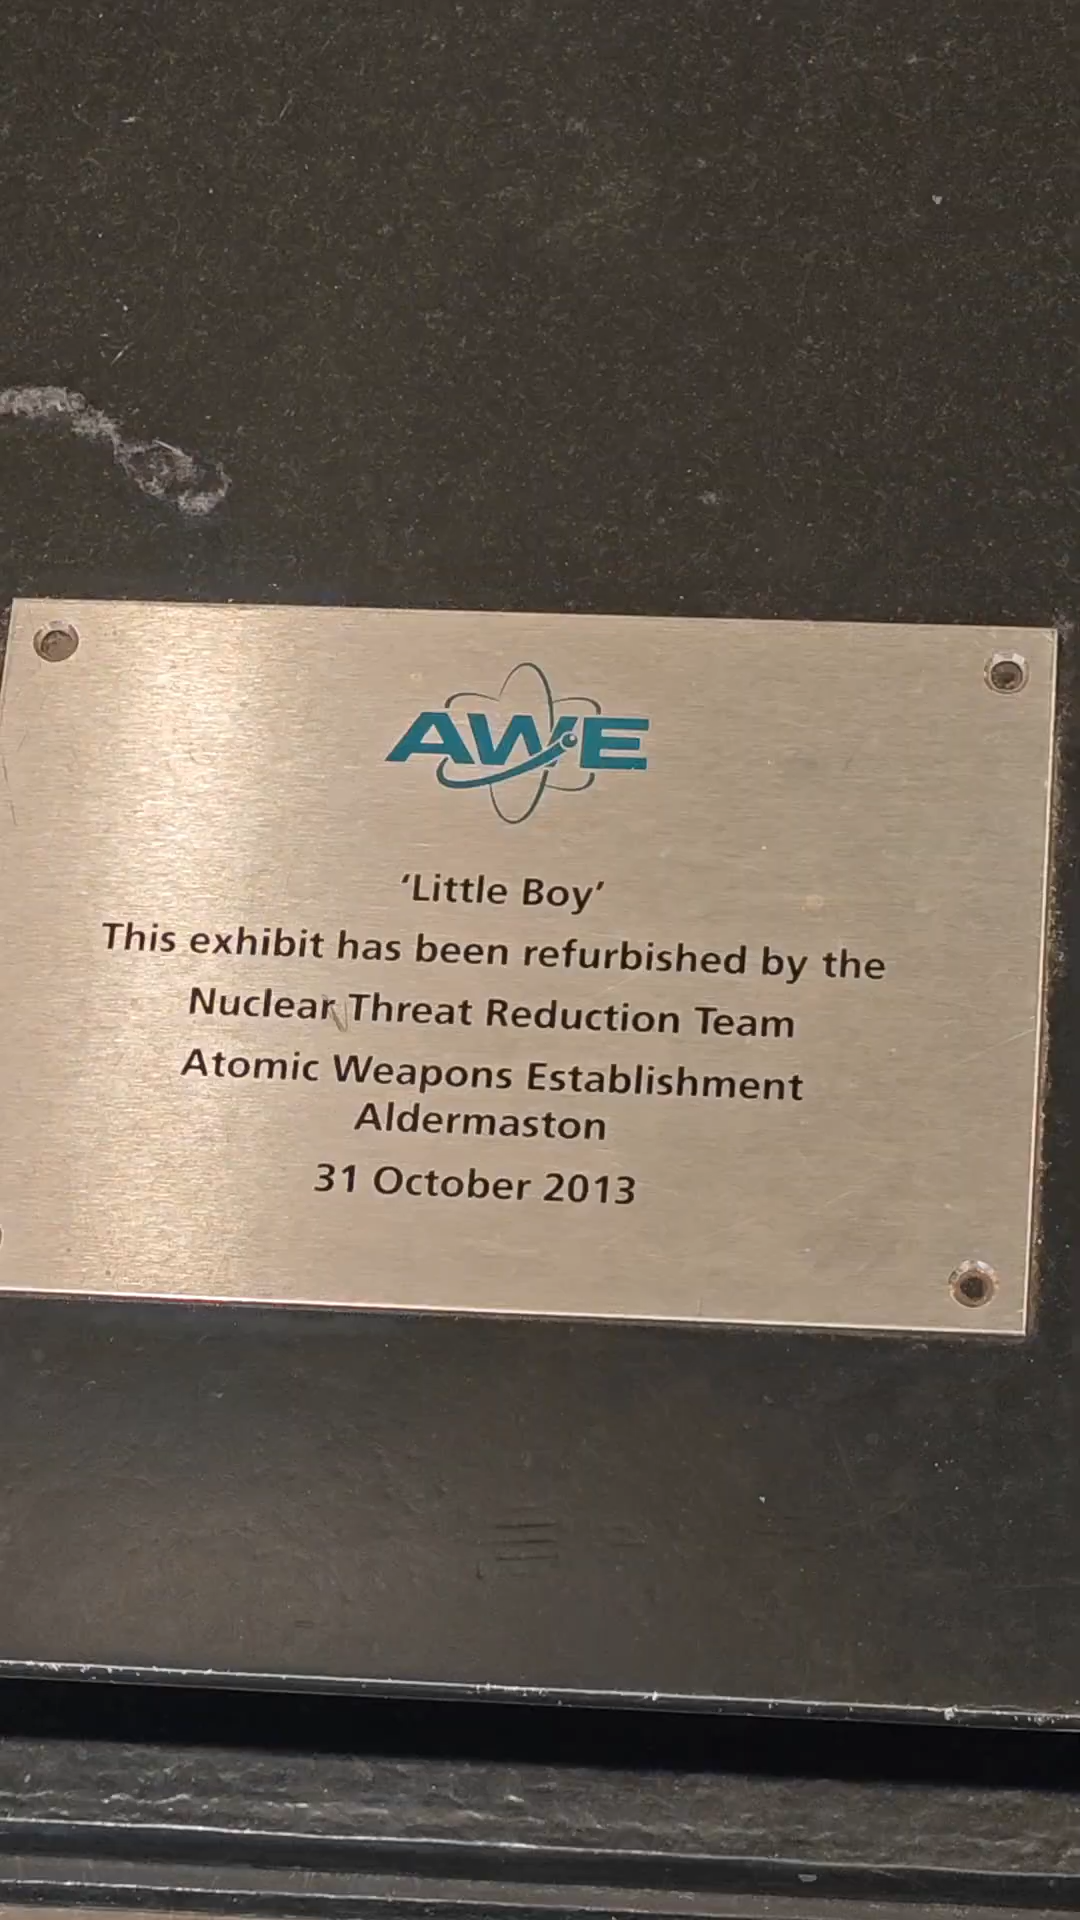 AWE
‘Little Boy’
This exhibit has been refurbished by the
Nuclear Threat Reduction Team
Atomic Weapons Establishment
Aldermaston
31 October 2013